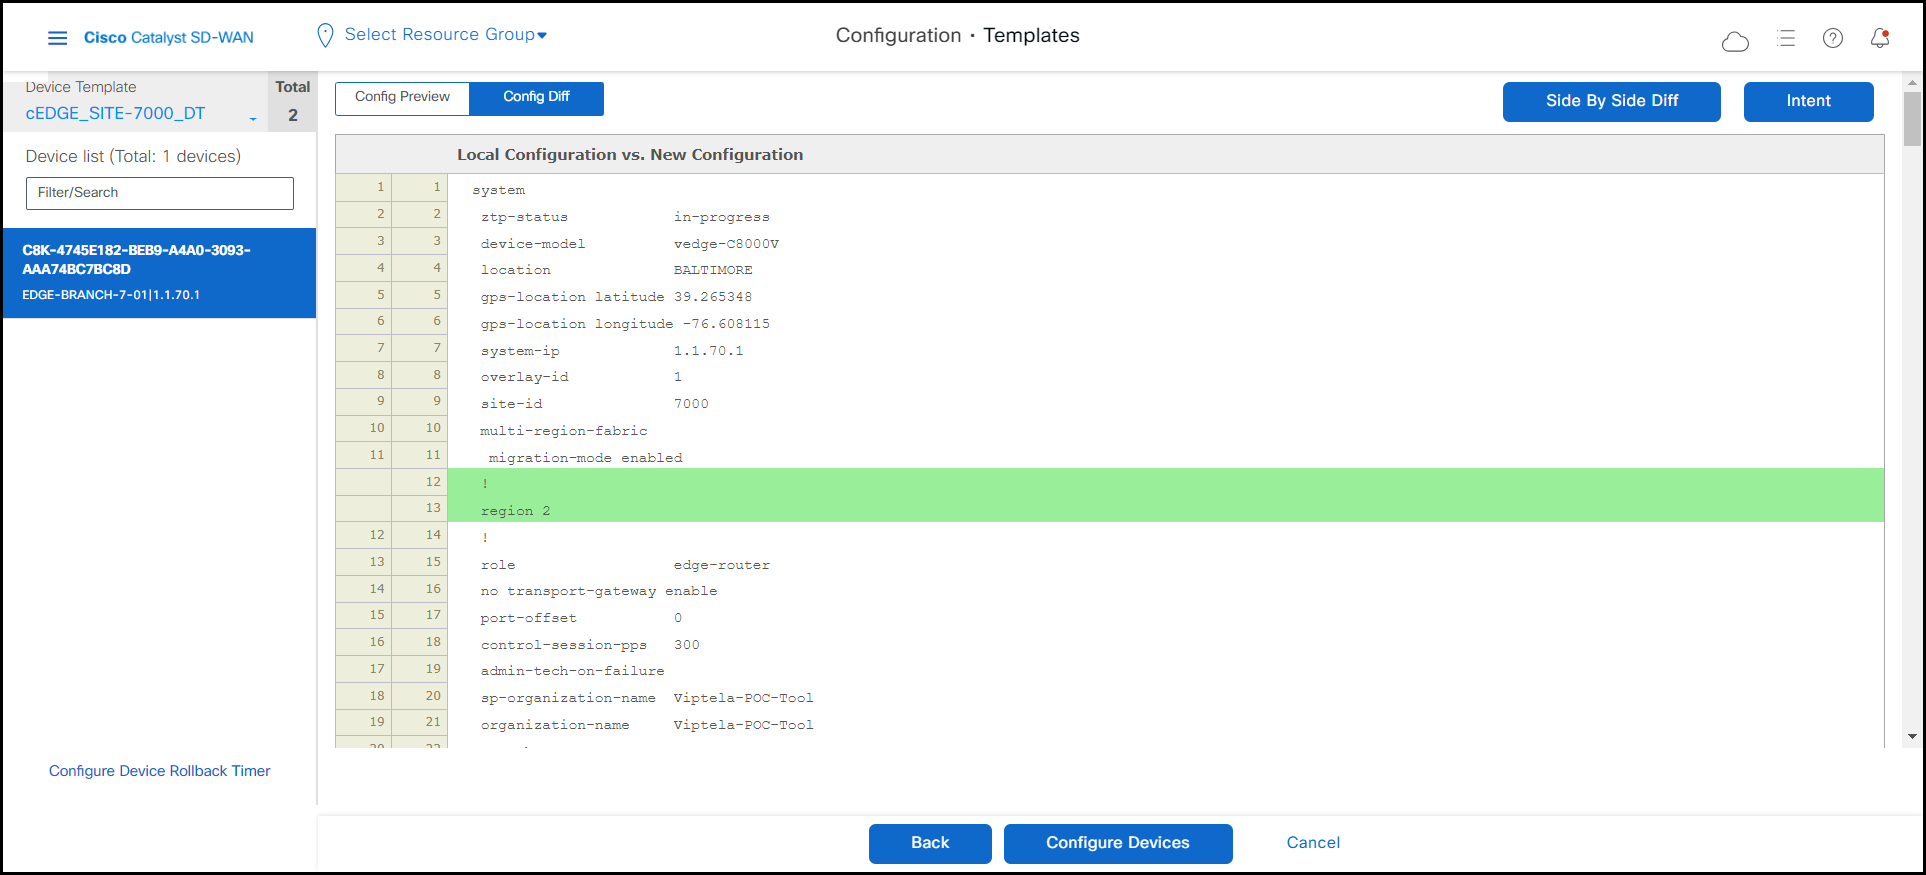 Cisco Catalyst SD-WAN
Select Resource Group
Configuration · Templates
Device Template
cEDGE_SITE-7000_DT
Total
2
Device list (Total: 1 devices)
Filter/Search
C8K-4745E182-BEB9-A4A0-3093-
AAA74BC7BC8D
EDGE-BRANCH-7-01|1.1.70.1
Configure Device Rollback Timer
Config Preview
Config Diff
Side By Side Diff
Intent
Local Configuration vs. New Configuration
1 1 system
2 2 ztp-status in-progress
3 3 device-model vedge-C8000V
4 4 location BALTIMORE
5 5 gps-location latitude 39.265348
6 6 gps-location longitude -76.608115
7 7 system-ip 1.1.70.1
8 8 overlay-id 1
9 9 site-id 7000
10 10 multi-region-fabric
11 11 migration-mode enabled
12 !
13 region 2
12 14 !
13 15 role edge-router
14 16 no transport-gateway enable
15 17 port-offset 0
16 18 control-session-pps 300
17 19 admin-tech-on-failure
18 20 sp-organization-name Viptela-POC-Tool
19 21 organization-name Viptela-POC-Tool
Back
Configure Devices
Cancel